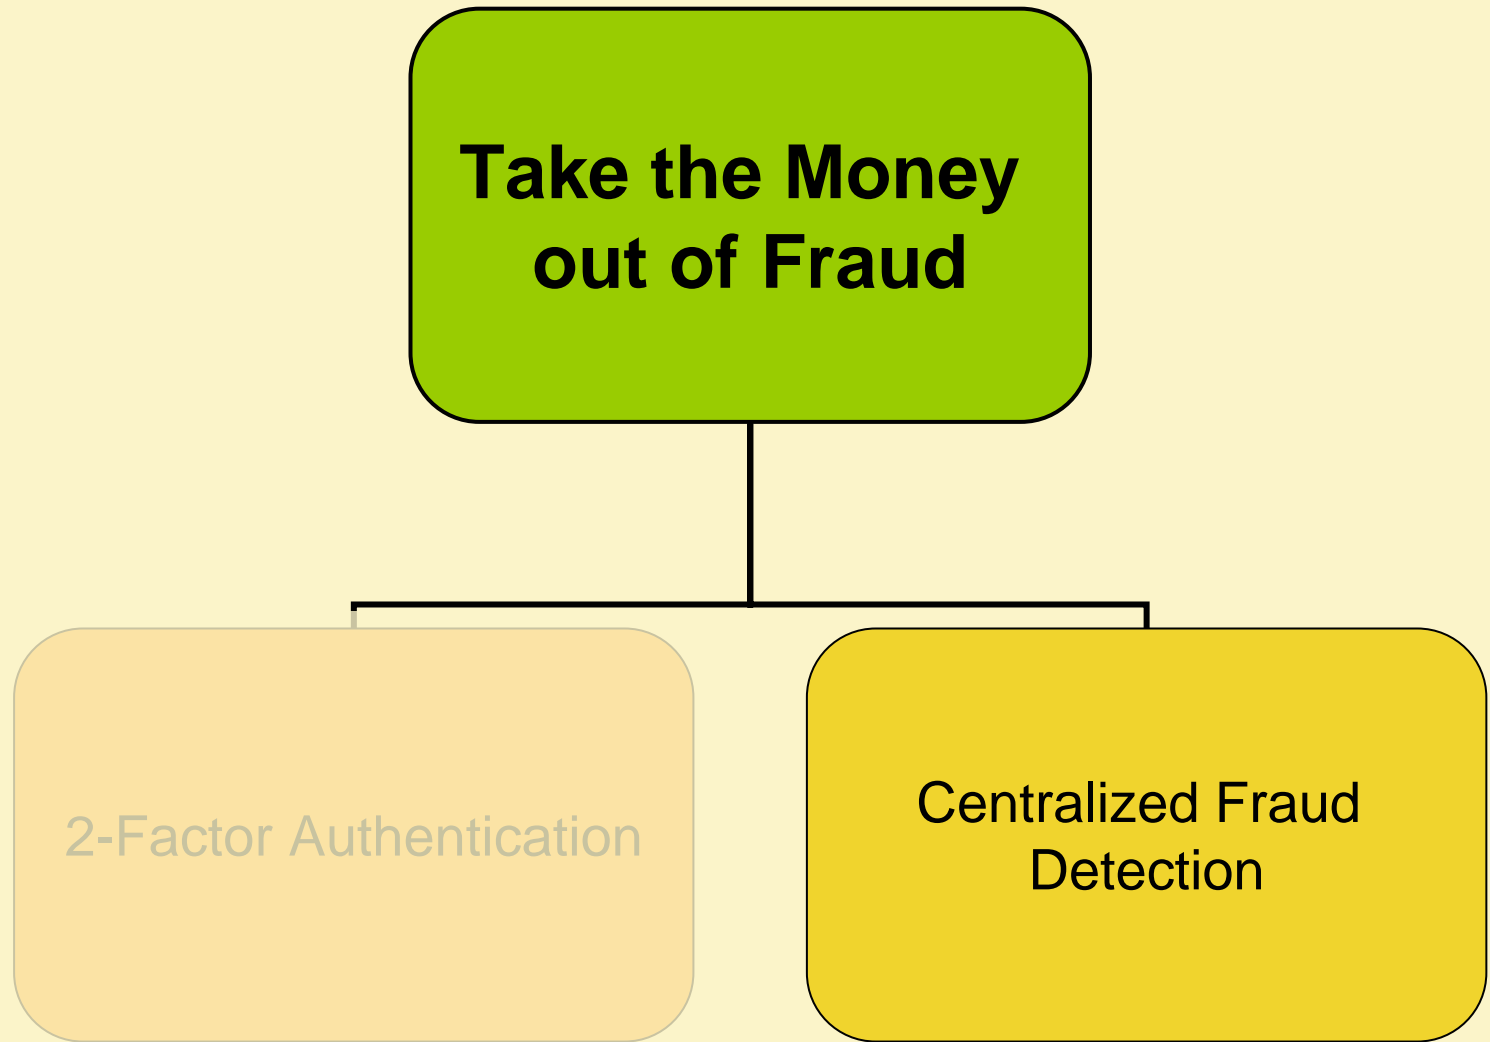 Take the Money
out of Fraud
2-Factor Authentication
Centralized Fraud
Detection